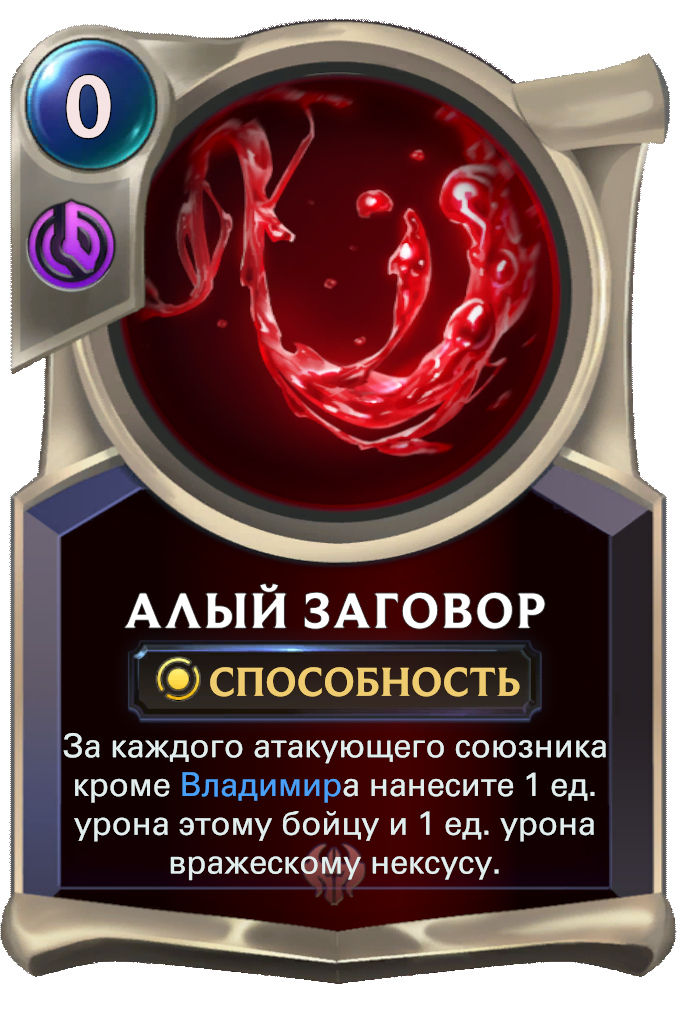 0
АЛЫЙ ЗАГОВОР
СПОСОБНОСТЬ
За каждого атакующего союзника
кроме Владимира нанесите 1 ед.
урона этому бойцу и 1 ед. урона
вражескому нексусу.